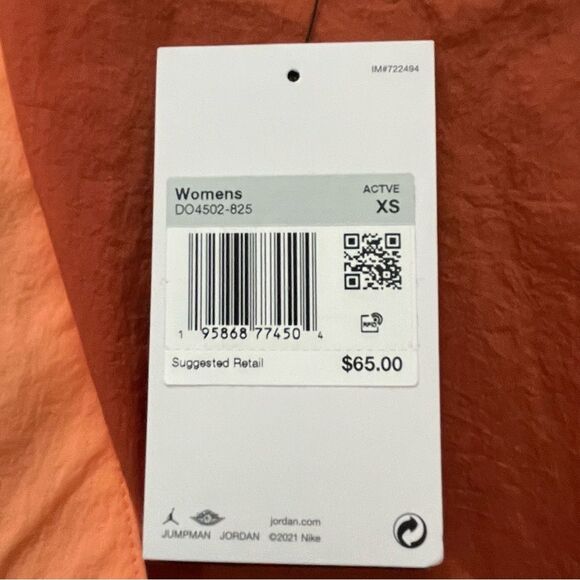 IM#722494
Womens
ACTVE
DO4502-825
XS
1 95868 77450 4
RFID
Suggested Retail
$65.00
jordan.com
JUMPMAN JORDAN ©2021 Nike